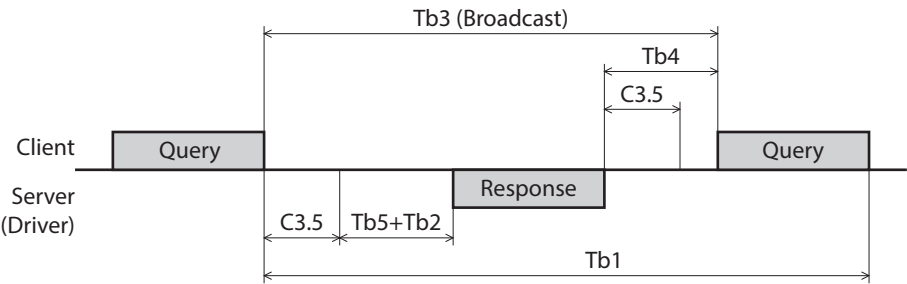 Tb3 (Broadcast)
Tb4
C3.5
Client
Query
Query
Server
(Driver)
Response
C3.5
Tb5+Tb2
Tb1